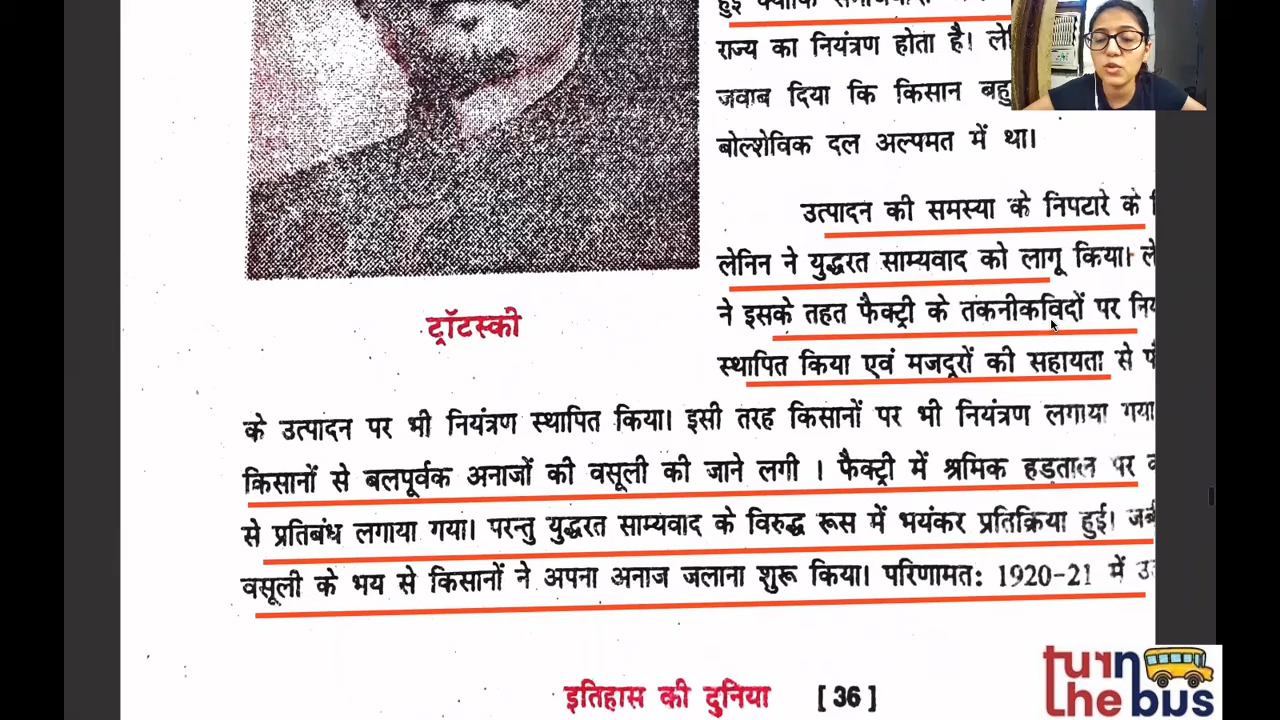 राज्य का नियंत्रण होता है।
जवाब दिया कि किसान
बोल्शेविक दल अल्पमत में था।
उत्पादन की समस्या के निपटारे के
लेनिन ने युद्धरत साम्यवाद को लागू किया।
ने इसके तहत फैक्ट्री के तकनीकविदों पर
स्थापित किया एवं मजदूरों की सहायता से
ट्रॉटस्की
के उत्पादन पर भी नियंत्रण स्थापित किया। इसी तरह किसानों पर भी नियंत्रण लगाया गया
किसानों से बलपूर्वक अनाजों की वसूली की जाने लगी । फैक्ट्री में श्रमिक हड़ताल पर
से प्रतिबंध लगाया गया। परन्तु युद्धरत साम्यवाद के विरुद्ध रूस में भयंकर प्रतिक्रिया हुई।
वसूली के भय से किसानों ने अपना अनाज जलाना शुरू किया। परिणामत: 1920-21 में
इतिहास की दुनिया [ 36 ]
turn
the bus